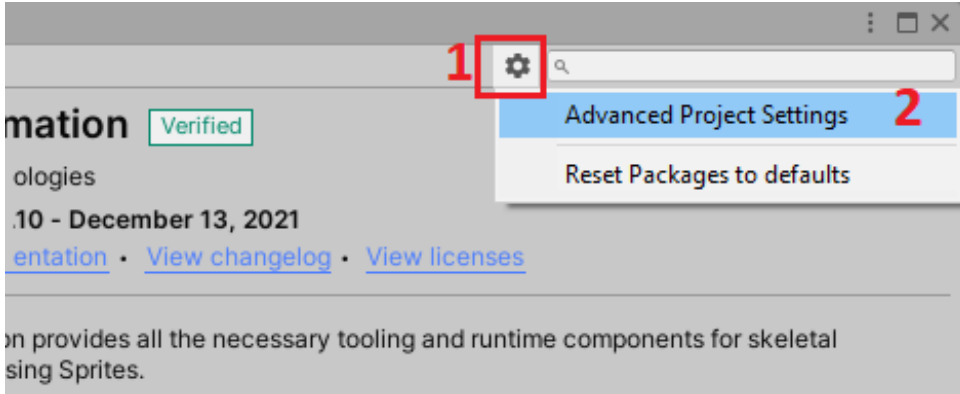 1
Advanced Project Settings 2
mation Verified
Reset Packages to defaults
ologies
.10 - December 13, 2021
entation • View changelog • View licenses
on provides all the necessary tooling and runtime components for skeletal
sing Sprites.